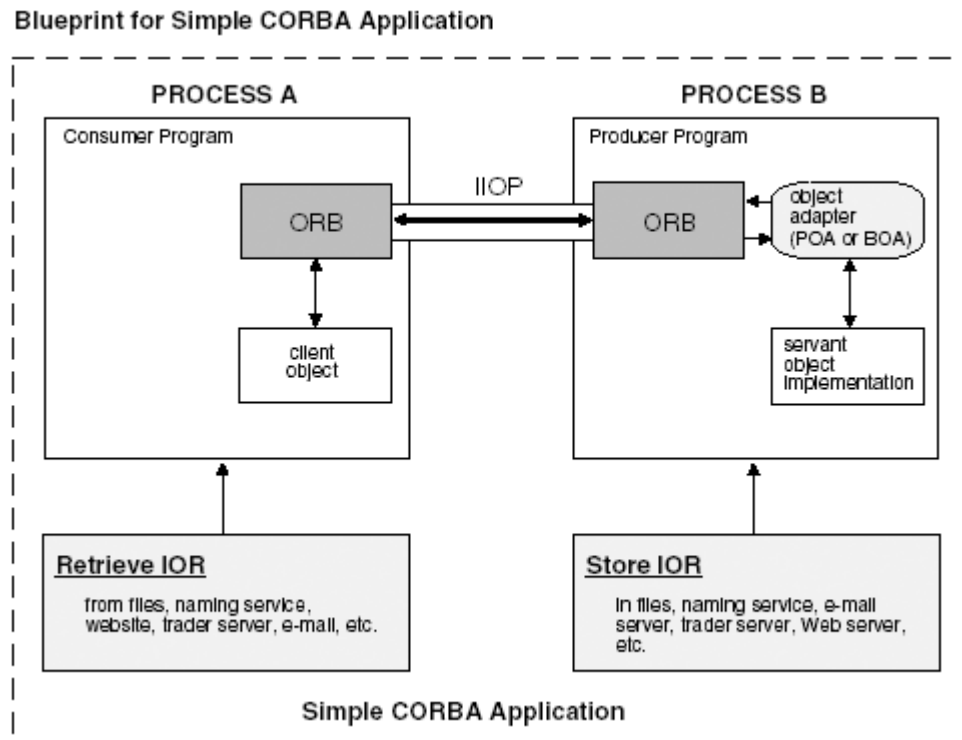 Blueprint for Simple CORBA Application
PROCESS A
Consumer Program
ORB
client
object
IIOP
PROCESS B
Producer Program
ORB
object
adapter
(POA or BOA)
servant
object
implementation
Retrieve IOR
from files, naming service,
website, trader server, e-mail, etc.
Store IOR
in files, naming service, e-mail
server, trader server, Web server,
etc.
Simple CORBA Application